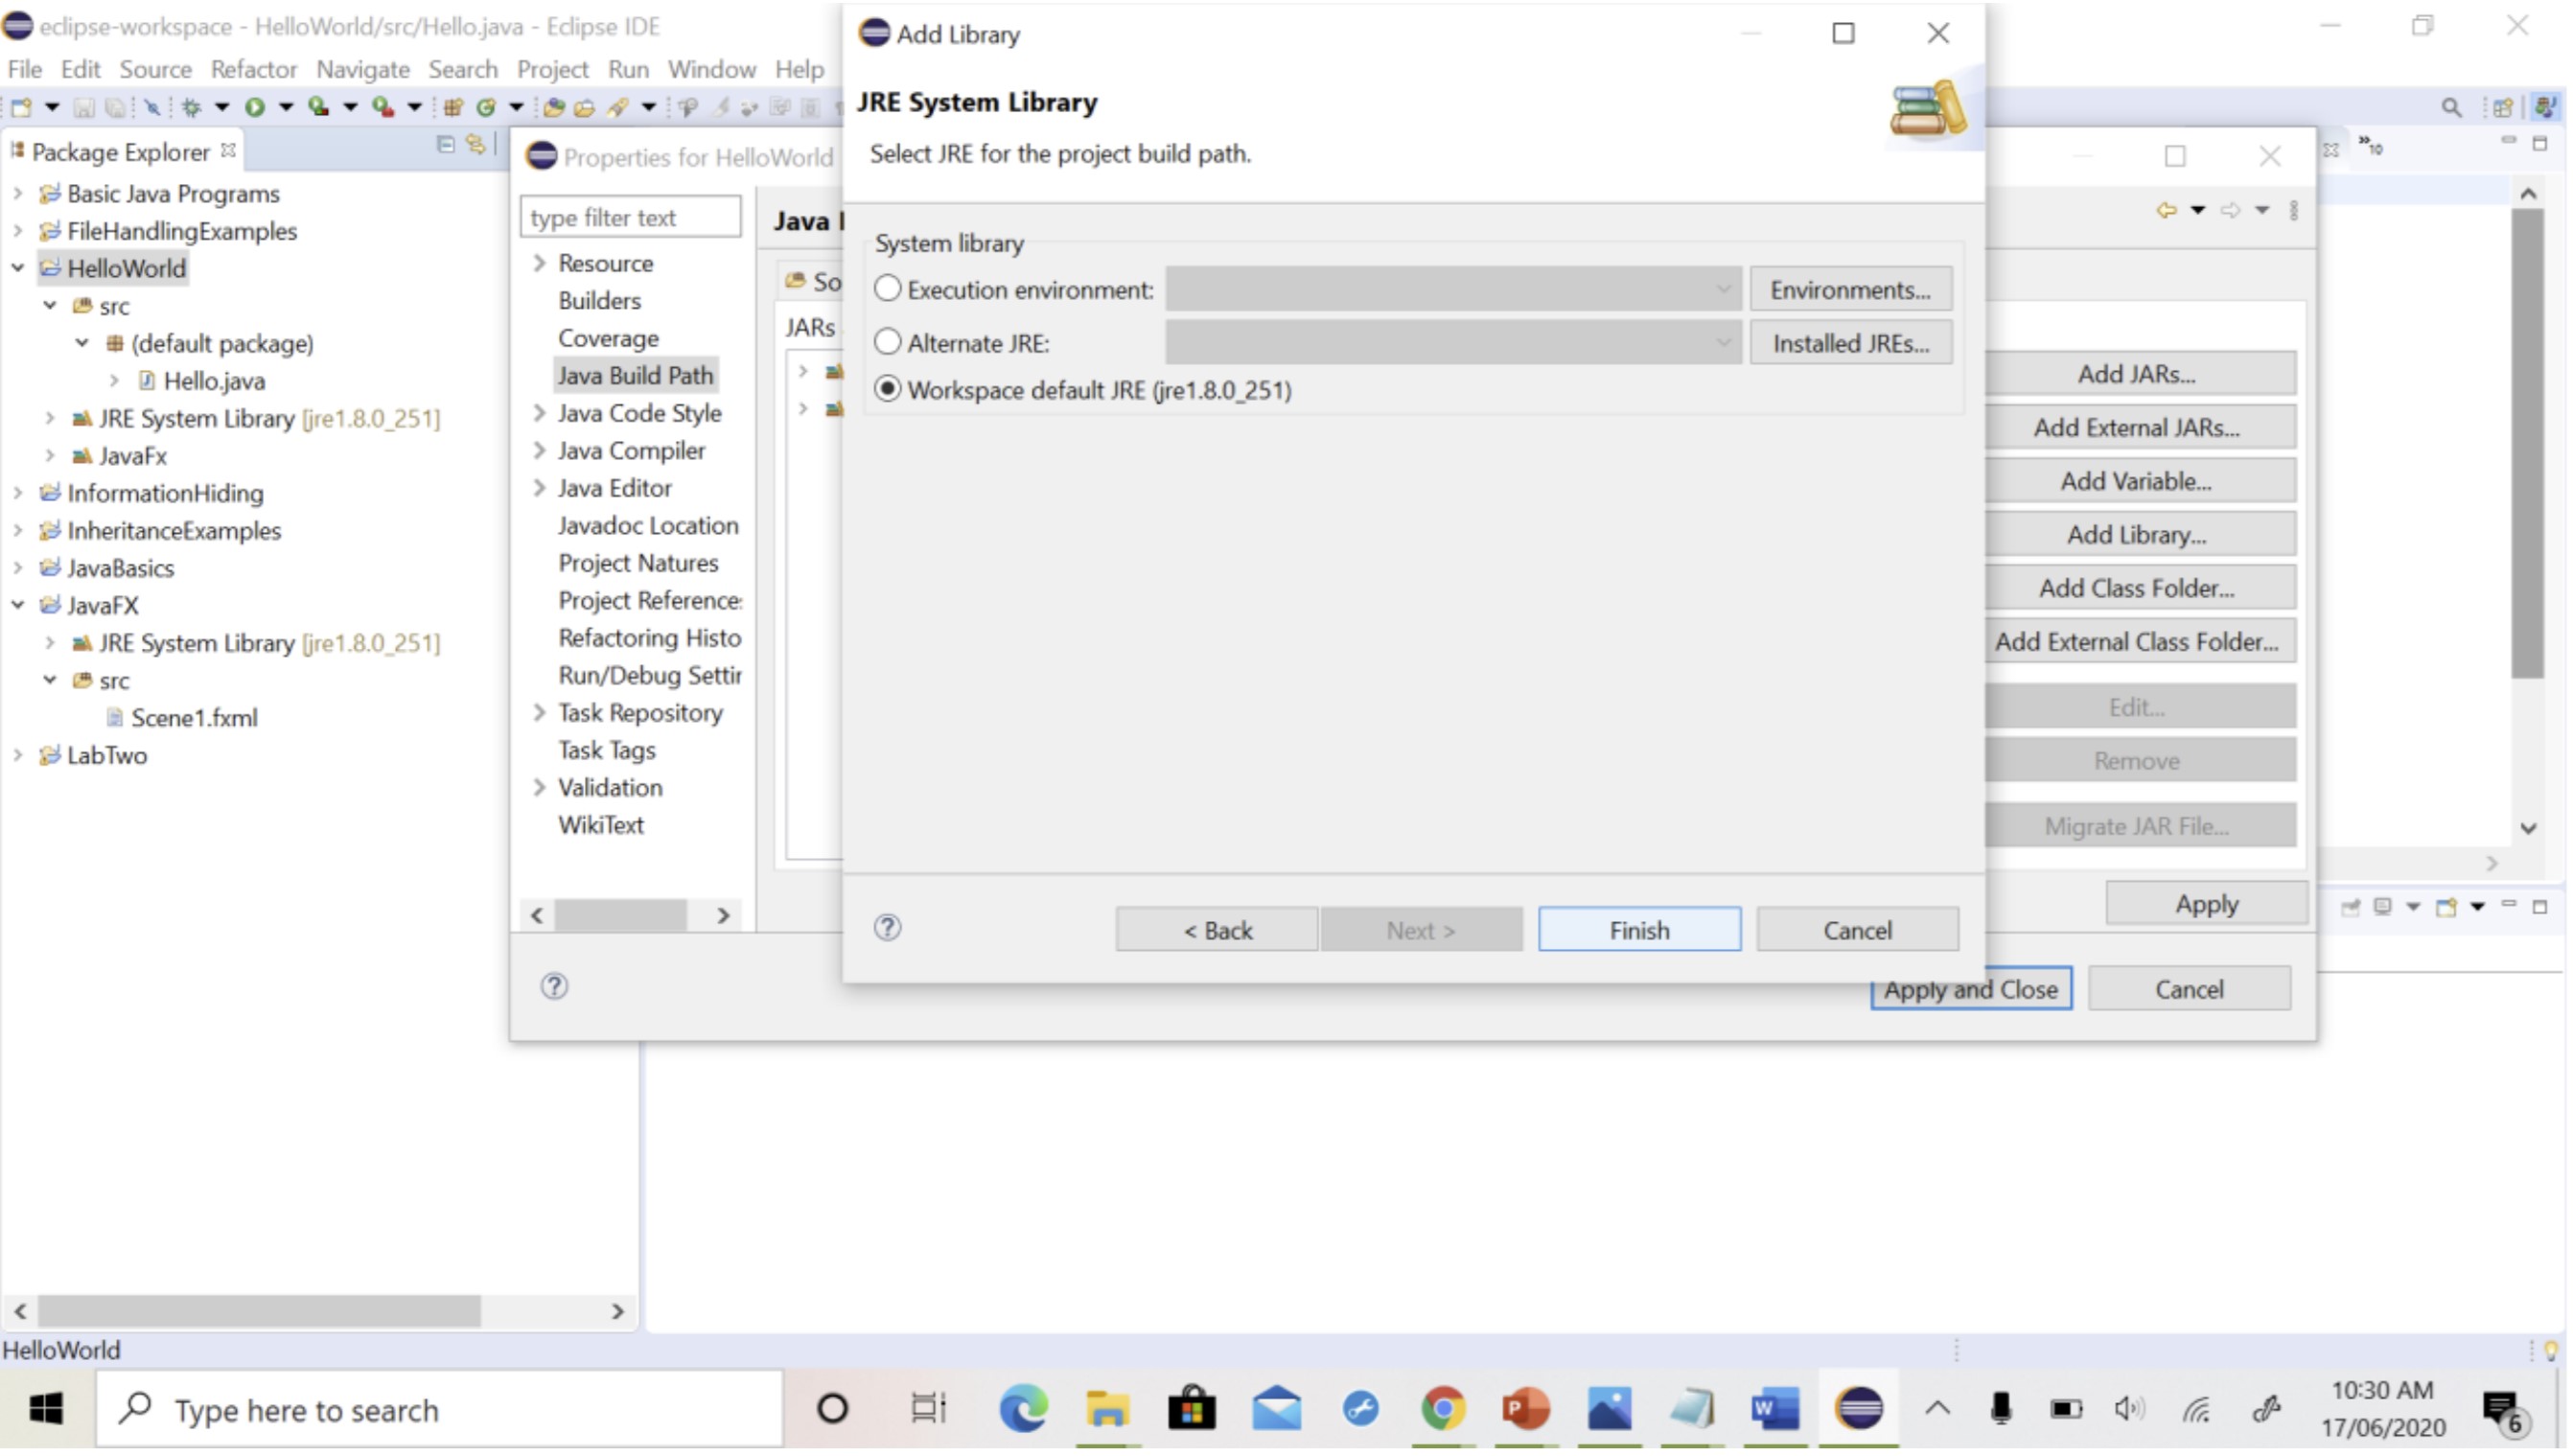 eclipse-workspace - HelloWorld/src/Hello.java - Eclipse IDE
File Edit Source Refactor Navigate Search Project Run Window Help
Package Explorer
Basic Java Programs
FileHandlingExamples
HelloWorld
src
(default package)
Hello.java
JRE System Library [jre1.8.0_251]
JavaFx
InformationHiding
InheritanceExamples
JavaBasics
JavaFX
JRE System Library [jre1.8.0_251]
src
Scene1.fxml
LabTwo
Properties for HelloWorld
type filter text
Resource
Builders
Coverage
Java Build Path
Java Code Style
Java Compiler
Java Editor
Javadoc Location
Project Natures
Project Reference
Refactoring Histo
Run/Debug Settir
Task Repository
Task Tags
Validation
WikiText
Java
So
JARs
Add Library
JRE System Library
Select JRE for the project build path.
System library
Execution environment: Environments...
Alternate JRE: Installed JREs...
Workspace default JRE (jre1.8.0_251)
< Back Next > Finish Cancel
10
Add JARs...
Add External JARs...
Add Variable...
Add Library...
Add Class Folder...
Add External Class Folder...
Edit...
Remove
Migrate JAR File...
Apply
Apply and Close Cancel
HelloWorld
Type here to search
10:30 AM
17/06/2020
6